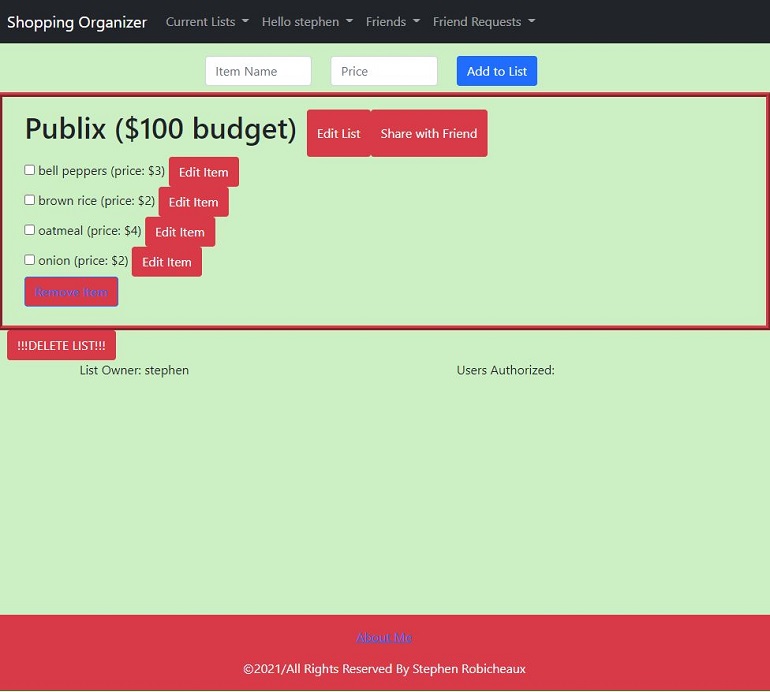 Shopping Organizer Current Lists Hello stephen Friends Friend Requests
Item Name Price Add to List
Publix ($100 budget) Edit List Share with Friend
bell peppers (price: $3) Edit Item
brown rice (price: $2) Edit Item
oatmeal (price: $4) Edit Item
onion (price: $2) Edit Item
Remove Item
!!!DELETE LIST!!!
List Owner: stephen Users Authorized:
About Me
©2021/All Rights Reserved By Stephen Robicheaux